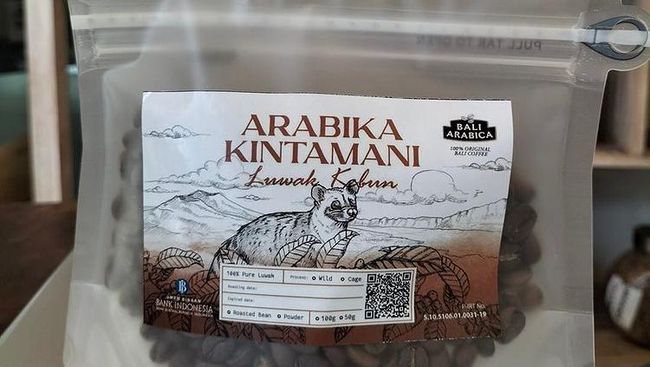 PULL TAB TO OPEN
ARABIKA
KINTAMANI
Luwak Kebun
BALI
ARABICA
100% ORIGINAL
BALI COFFEE
100% Pure Luwak
Process: Wild Cage
Roasting date:
Expired date:
Roasted Bean Powder 100g 50g
UMKM BINAAN
BANK INDONESIA
P-IRT No.
5.10.5106.01.0031-19